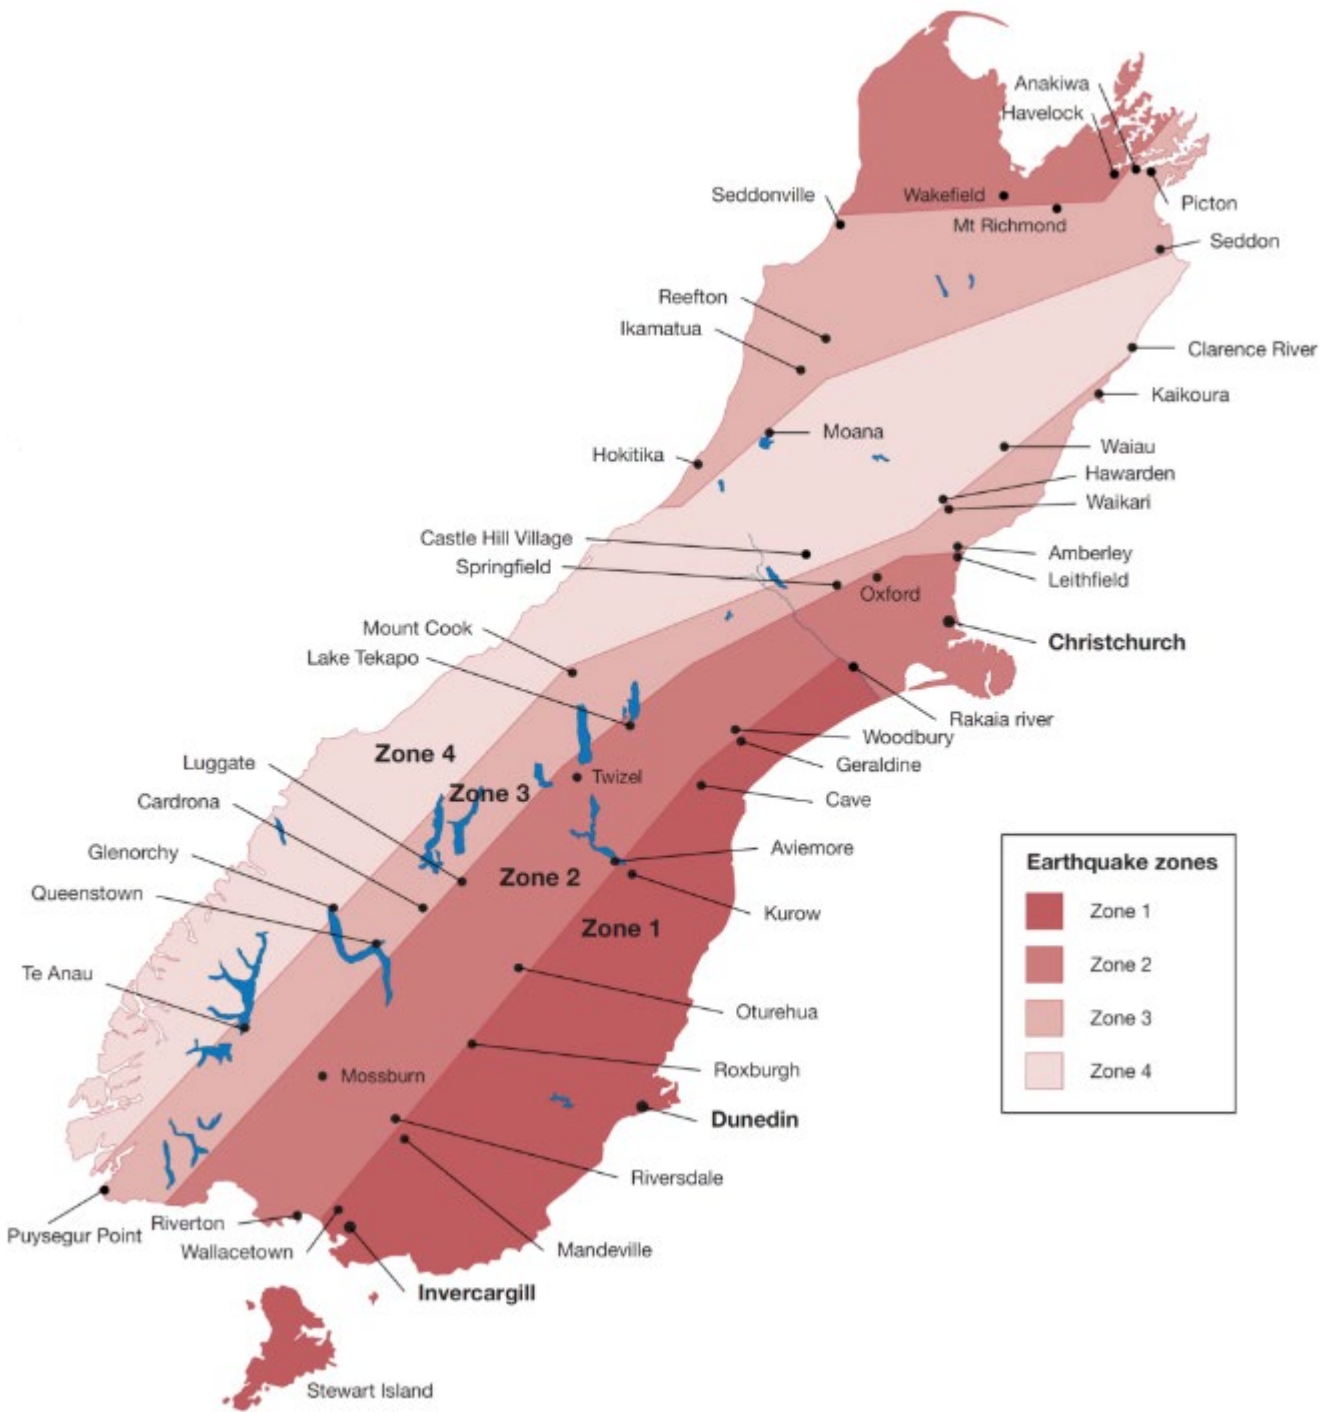 Anakiwa
Havelock
Seddonville
Wakefield
Picton
Mt Richmond
Seddon
Reefton
Ikamatua
Clarence River
Kaikoura
Moana
Waiau
Hokitika
Hawarden
Waikari
Castle Hill Village
Amberley
Springfield
Leithfield
Oxford
Mount Cook
Christchurch
Lake Tekapo
Rakaia river
Woodbury
Zone 4
Luggate
Geraldine
Twizel
Zone 3
Cardrona
Cave
Aviemore
Glenorchy
Earthquake zones
Zone 2
Queenstown
Zone 1
Kurow
Zone 1
Zone 2
Te Anau
Oturehua
Zone 3
Roxburgh
Zone 4
Mossburn
Dunedin
Riversdale
Riverton
Puysegur Point
Wallacetown
Mandeville
Invercargill
Stewart Island